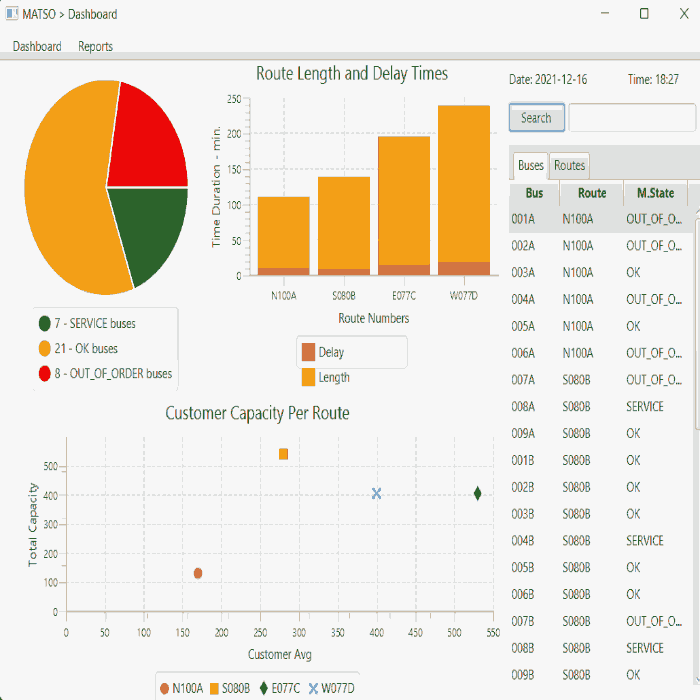 MATSO > Dashboard
Dashboard Reports
7 - SERVICE buses
21 - OK buses
8 - OUT_OF_ORDER buses
Route Length and Delay Times
Time Duration - min.
250
200
150
100
50
0
N100A S080B E077C W077D
Route Numbers
Delay
Length
Customer Capacity Per Route
Total Capacity
500
400
300
200
100
0
0 50 100 150 200 250 300 350 400 450 500 550
Customer Avg
N100A S080B E077C W077D
Date: 2021-12-16 Time: 18:27
Search
Buses Routes
Bus Route M.State
001A N100A OUT_OF_O...
002A N100A OUT_OF_O...
003A N100A OK
004A N100A OUT_OF_O...
005A N100A OK
006A N100A OUT_OF_O...
007A S080B OUT_OF_O...
008A S080B SERVICE
009A S080B OK
001B S080B OK
002B S080B OK
003B S080B OK
004B S080B SERVICE
005B S080B OK
006B S080B OK
007B S080B OUT_OF_O...
008B S080B SERVICE
009B S080B OK